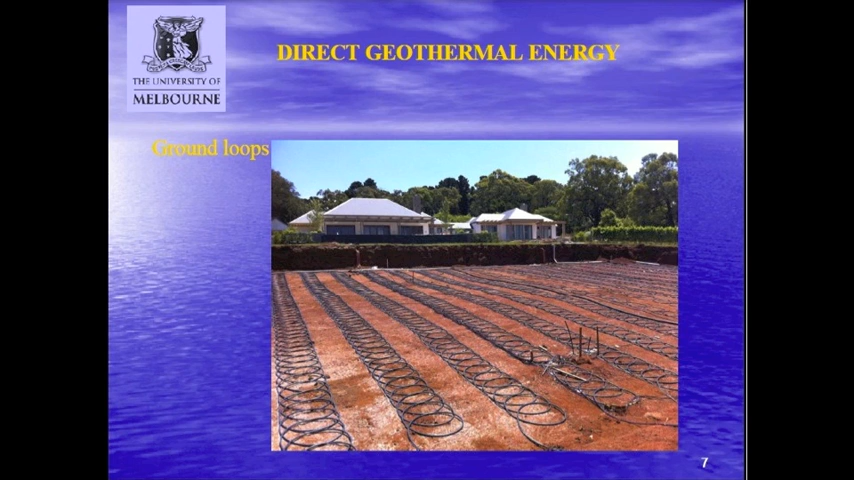 THE UNIVERSITY OF
MELBOURNE
DIRECT GEOTHERMAL ENERGY
Ground loops
7